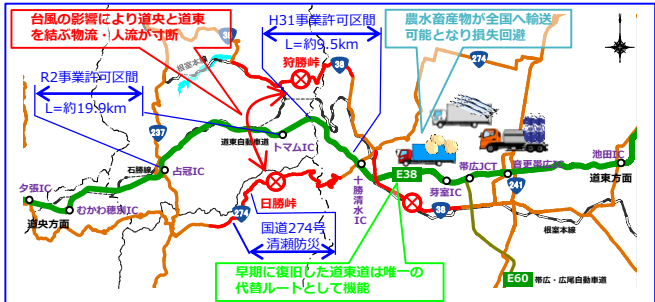 台風の影響により道央と道東
を結ぶ物流・人流が寸断
H31事業許可区間
L=約9.5km
農水畜産物が全国へ輸送
可能となり損失回避
38
根室本線
狩勝峠
38
274
R2事業許可区間
L=約19.9km
237
道東自動車道
トマムIC
石勝線
占冠IC
夕張IC
むかわ穂別IC
道央方面
日勝峠
274
国道274号
清瀬防災
十勝清水IC
E38
芽室IC
帯広JCT
音更帯広IC
241
池田IC
道東方面
38
根室本線
早期に復旧した道東道は唯一の
代替ルートとして機能
E60
帯広・広尾自動車道